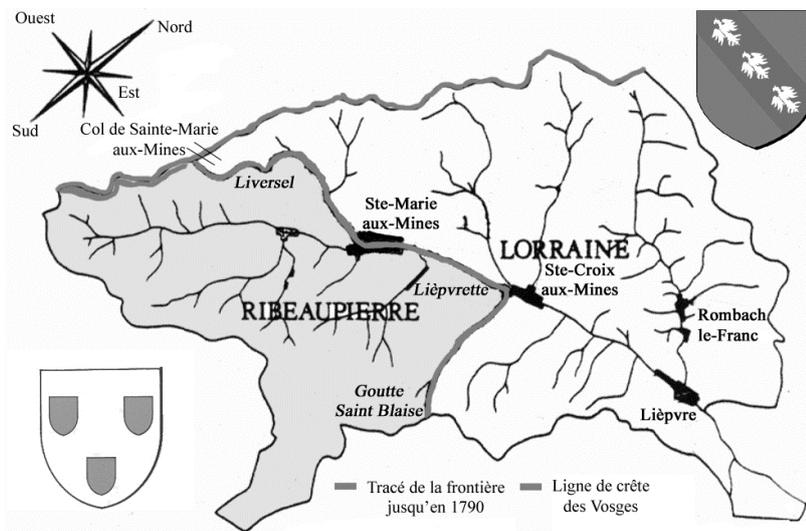 Ouest
Nord
Est
Sud
Col de Sainte-Marie
aux-Mines
Liversel
Ste-Marie
aux-Mines
LORRAINE
Ste-Croix
aux-Mines
Lièpvrette
RIBEAUPIERRE
Rombach
le-Franc
Goutte
Saint Blaise
Lièpvre
Tracé de la frontière
jusqu'en 1790
Ligne de crête
des Vosges